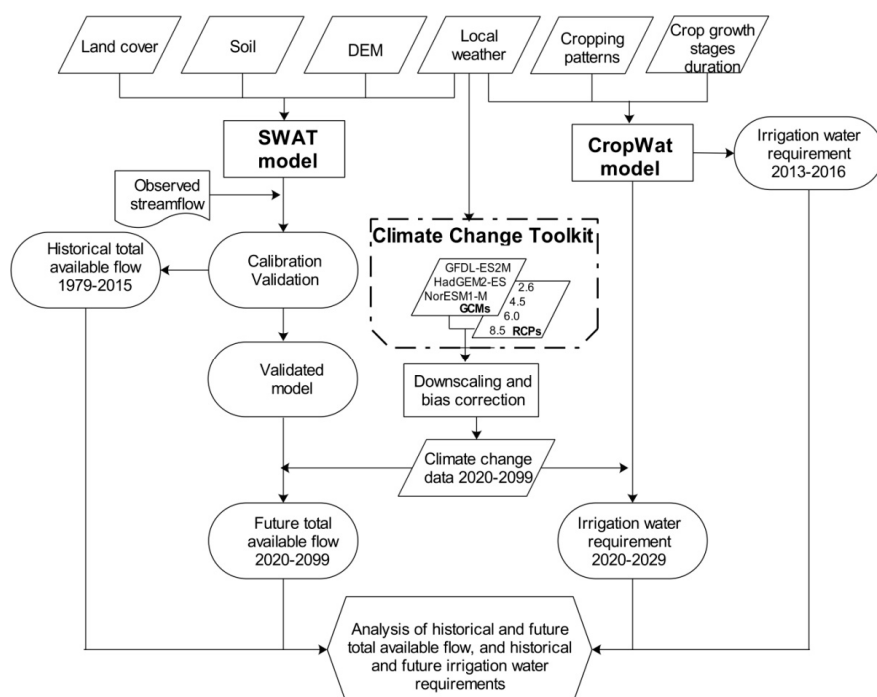 Land cover
Soil
DEM
Local
weather
Cropping
patterns
Crop growth
stages
duration
SWAT
model
CropWat
model
Irrigation water
requirement
2013-2016
Observed
streamflow
Climate Change Toolkit
Historical total
available flow
1979-2015
Calibration
Validation
GFDL-ES2M
HadGEM2-ES
NorESM1-M
GCMs
2.6
4.5
6.0
8.5 RCPs
Validated
model
Downscaling and
bias correction
Climate change
data 2020-2099
Future total
available flow
2020-2099
Irrigation water
requirement
2020-2029
Analysis of historical and future
total available flow, and historical
and future irrigation water
requirements